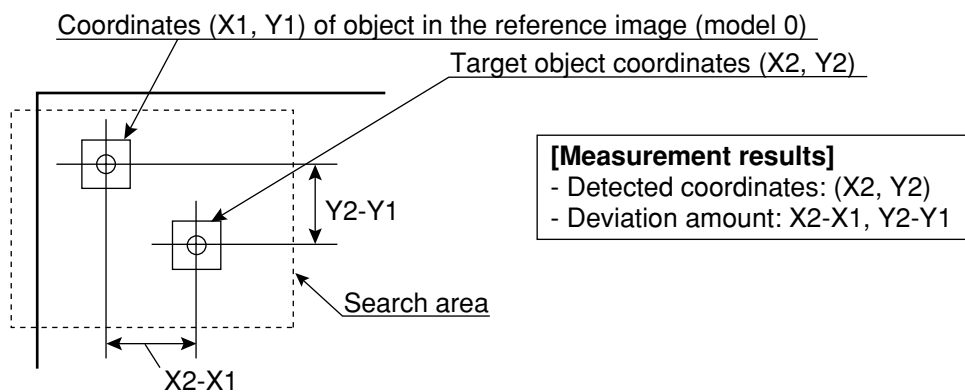 Coordinates (X1, Y1) of object in the reference image (model 0)
Target object coordinates (X2, Y2)
[Measurement results]
- Detected coordinates: (X2, Y2)
- Deviation amount: X2-X1, Y2-Y1
Y2-Y1
Search area
X2-X1